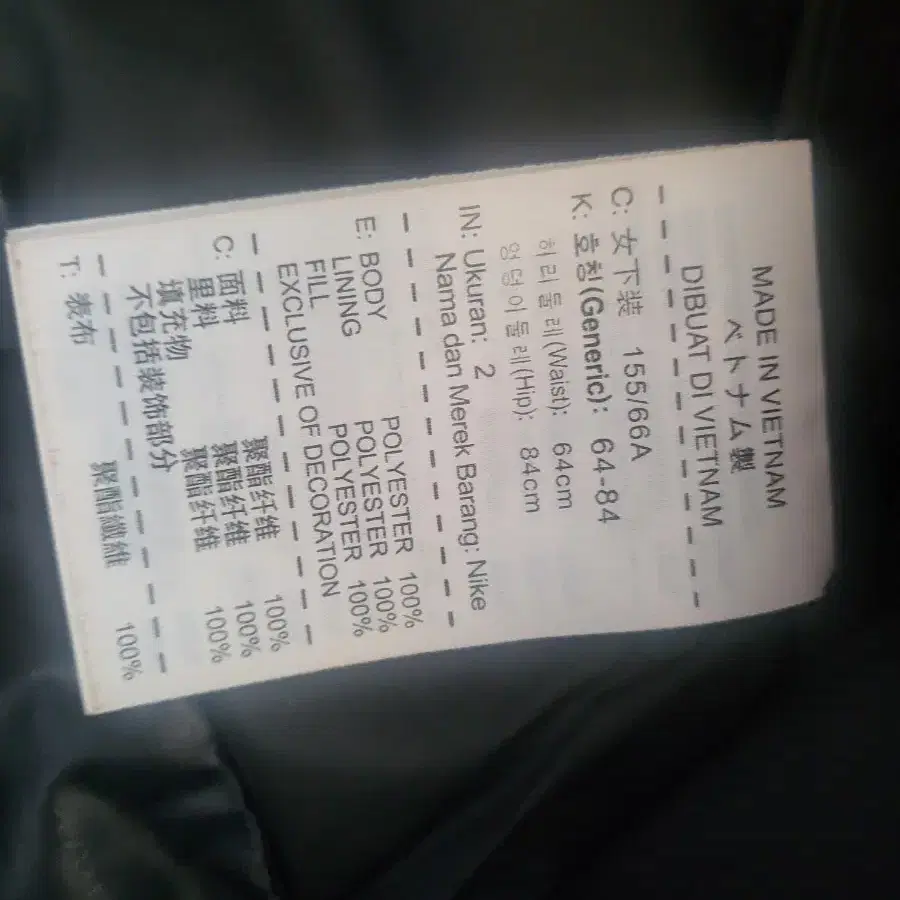 MADE IN VIETNAM
ベトナム製
DIBUAT DI VIETNAM
C: 女下装 155/66A
K: 호칭(Generic): 64-84
허리둘레(Waist): 64cm
엉덩이둘레(Hip): 84cm
IN: Ukuran: 2
Nama dan Merek Barang: Nike
E: BODY POLYESTER 100%
LINING POLYESTER 100%
FILL POLYESTER 100%
EXCLUSIVE OF DECORATION
C: 面料 聚酯纤维 100%
里料 聚酯纤维 100%
填充物 聚酯纤维 100%
不包括装饰部分
T: 表布 聚酯纖維 100%